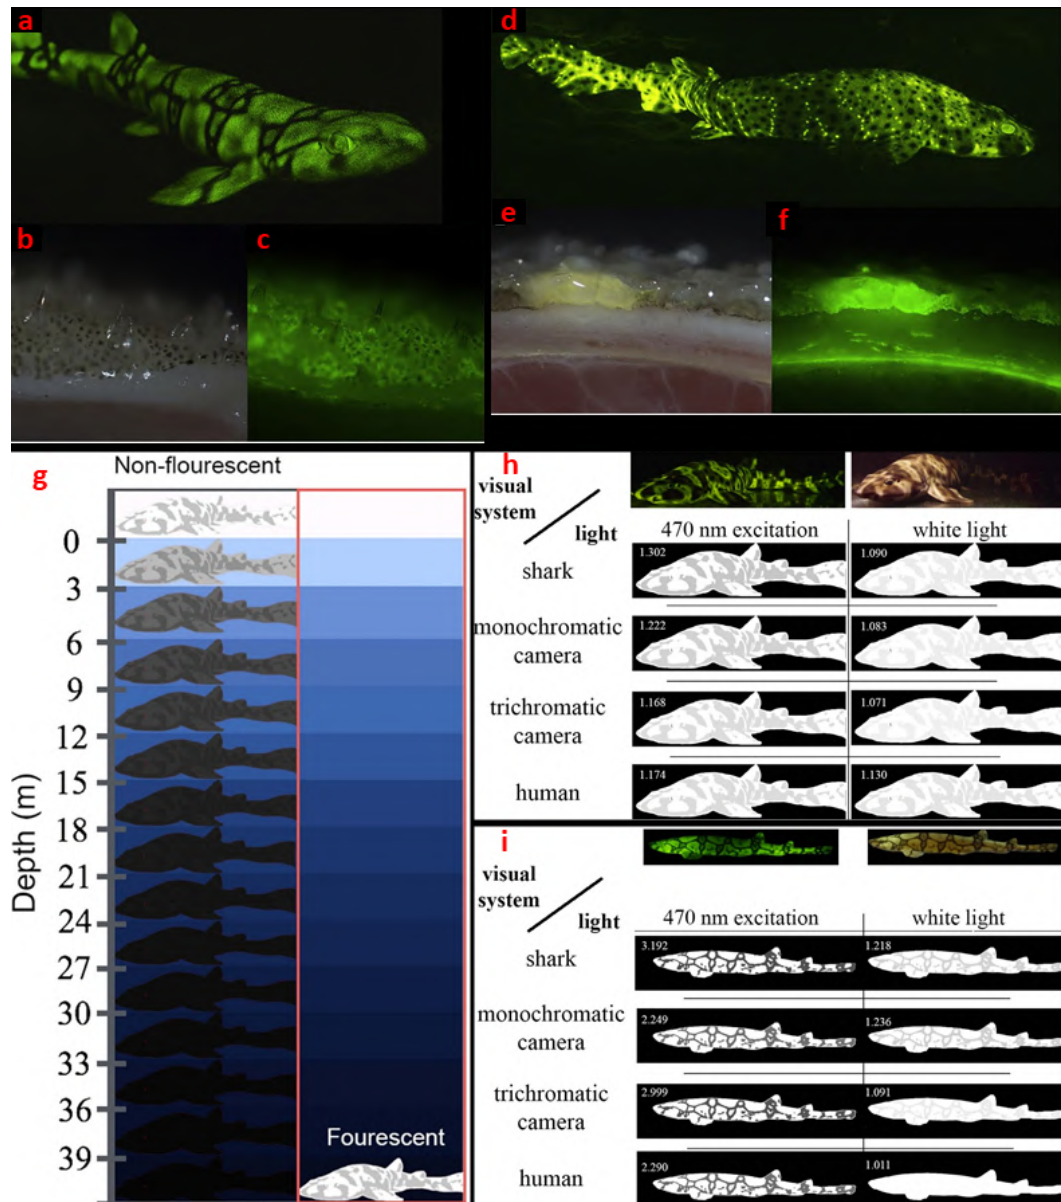 a
d
b
c
e
f
g
Non-flourescent
0
3
6
9
12
15
18
21
24
27
30
33
36
39
Depth (m)
Fourescent
h
visual
system
light
470 nm excitation
white light
shark
1.302
1.090
monochromatic
camera
1.222
1.083
trichromatic
camera
1.168
1.071
human
1.174
1.130
i
visual
system
light
470 nm excitation
white light
shark
3.192
1.218
monochromatic
camera
2.249
1.236
trichromatic
camera
2.999
1.091
human
2.290
1.011